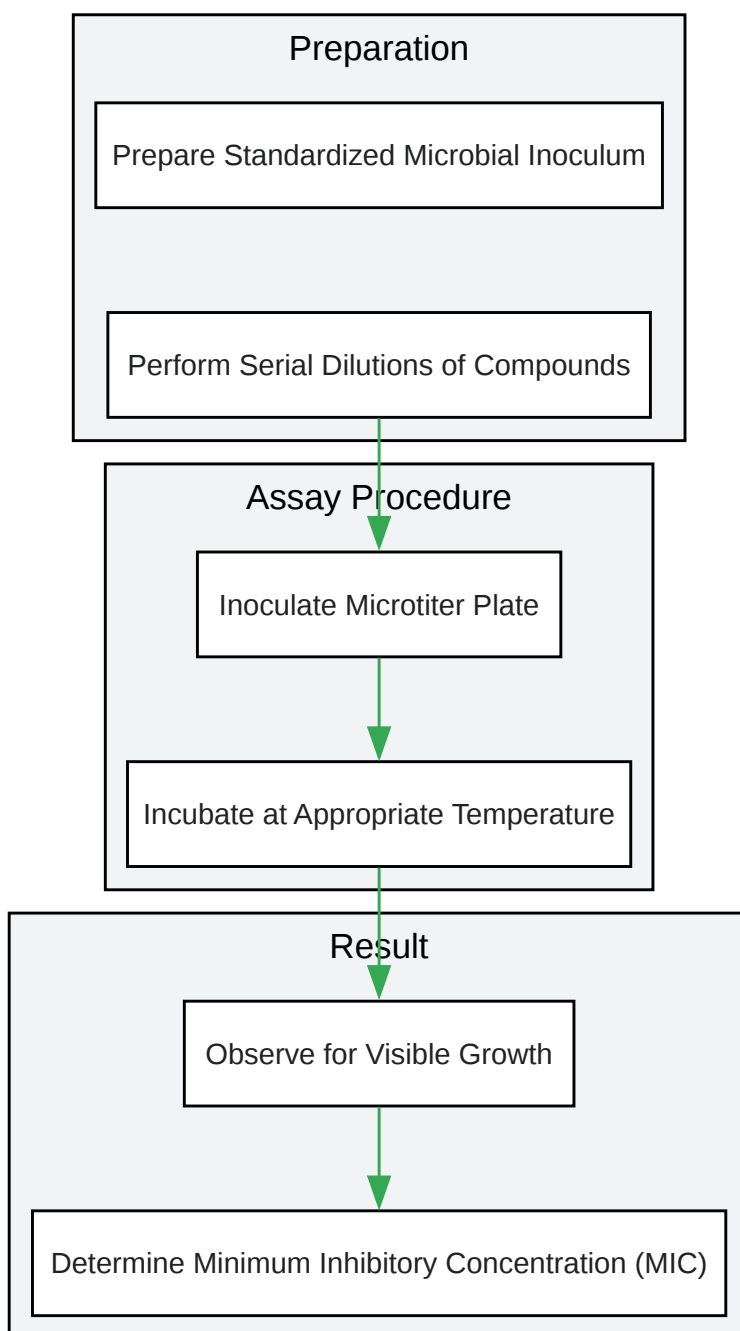 Preparation
Prepare Standardized Microbial Inoculum
Perform Serial Dilutions of Compounds
Assay Procedure
Inoculate Microtiter Plate
Incubate at Appropriate Temperature
Result
Observe for Visible Growth
Determine Minimum Inhibitory Concentration (MIC)